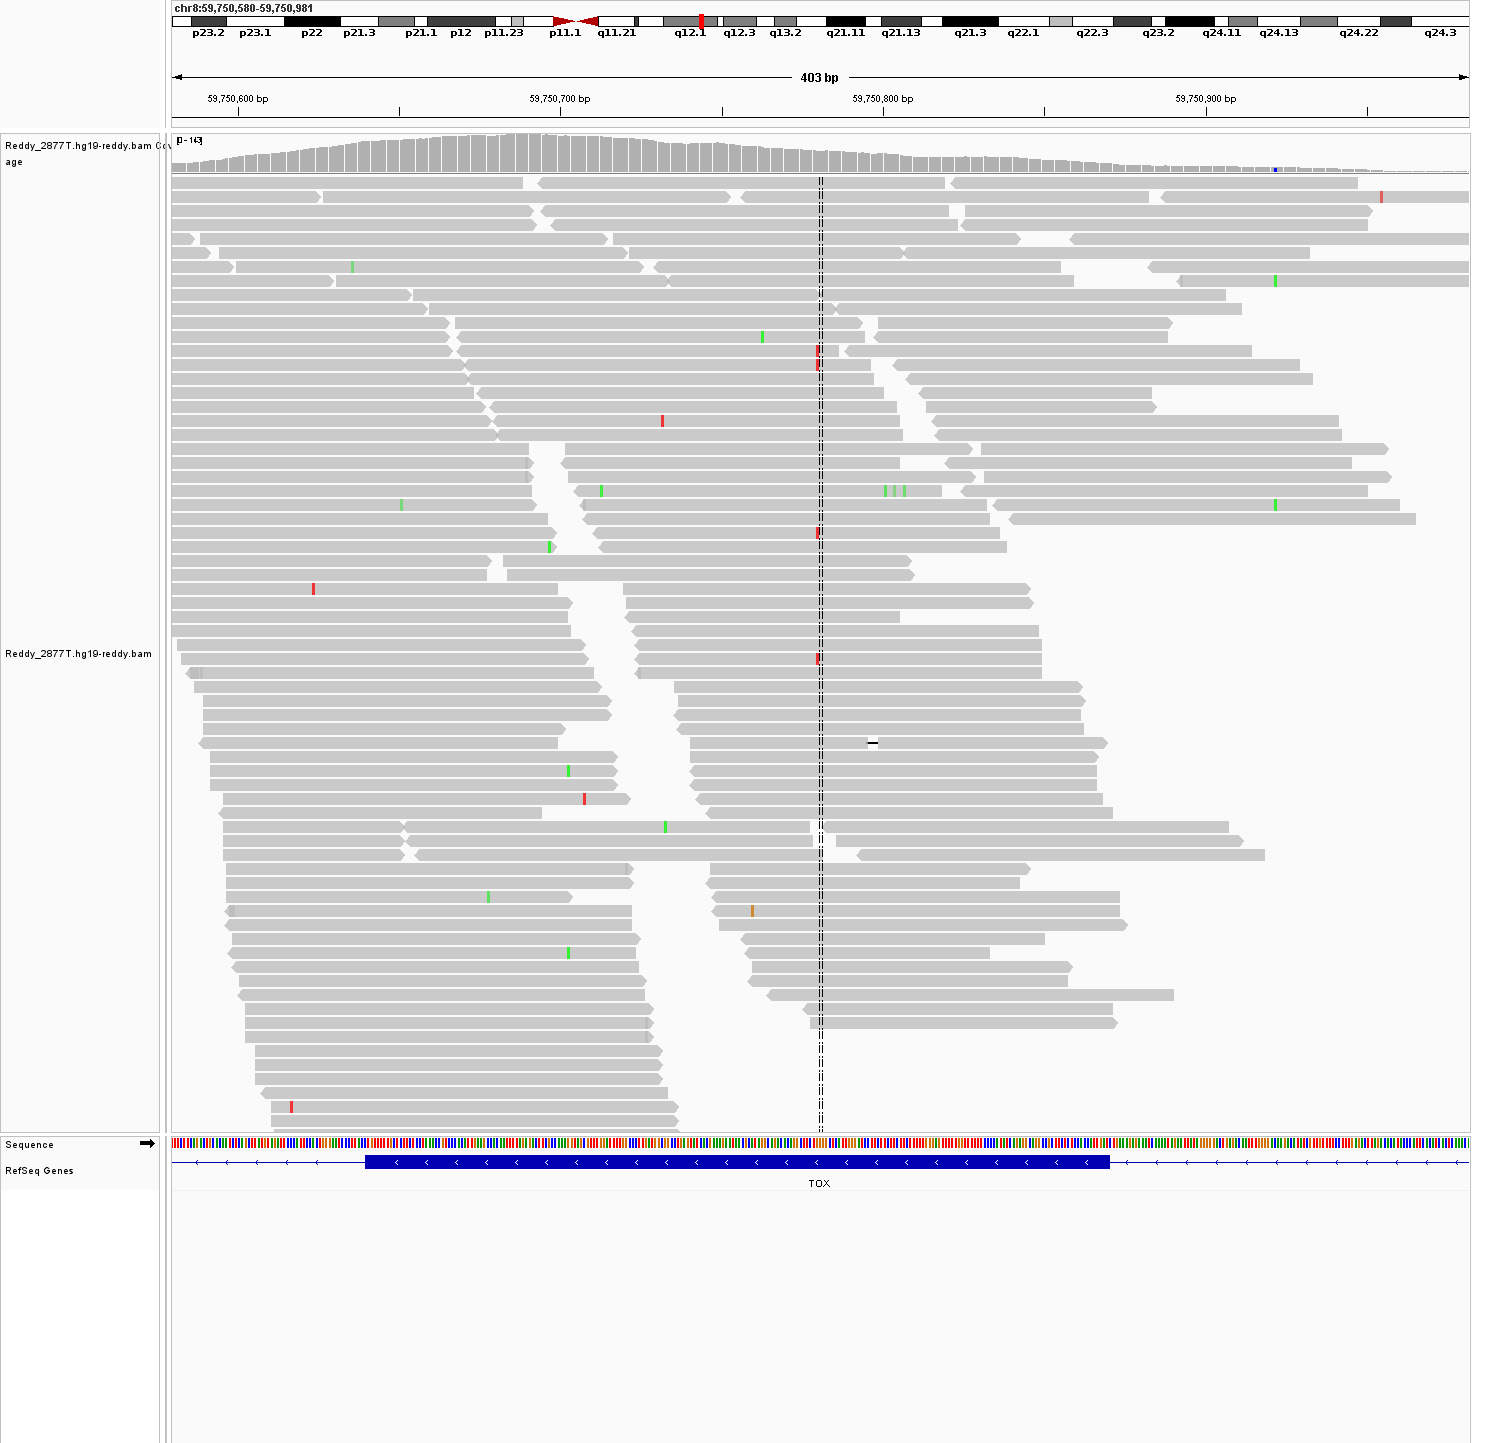 chr8:59,750,580-59,750,981
p23.2 p23.1 p22 p21.3 p21.1 p12 p11.23 p11.1 q11.21 q12.1 q12.3 q13.2 q21.11 q21.13 q21.3 q22.1 q22.3 q23.2 q24.11 q24.13 q24.22 q24.3
403 bp
59,750,600 bp 59,750,700 bp 59,750,800 bp 59,750,900 bp
Reddy_2877T.hg19-reddy.bam
age
[0 - 143]
Reddy_2877T.hg19-reddy.bam
Sequence
RefSeq Genes
TOX